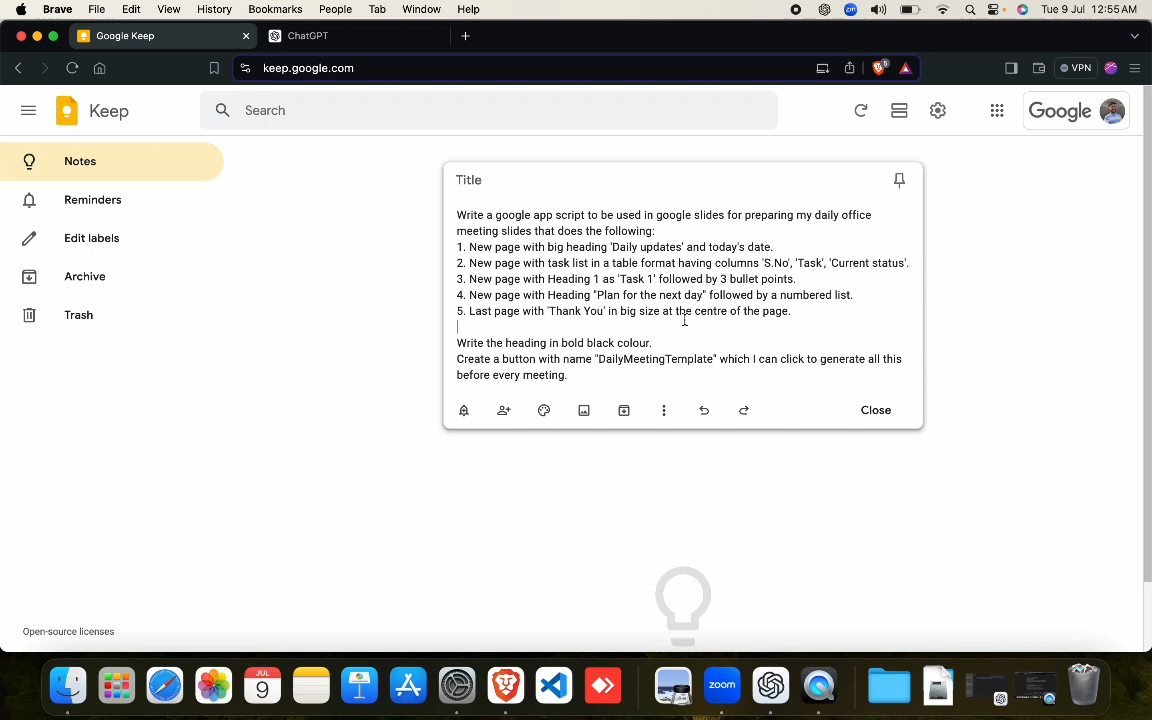 Brave File Edit View History Bookmarks People Tab Window Help Tue 9 Jul 12:55 AM
Google Keep ChatGPT
keep.google.com 5 VPN
Keep Search Google
Notes
Reminders
Edit labels
Archive
Trash
Title
Write a google app script to be used in google slides for preparing my daily office
meeting slides that does the following:
1. New page with big heading 'Daily updates' and today's date.
2. New page with task list in a table format having columns 'S.No', 'Task', 'Current status'.
3. New page with Heading 1 as 'Task 1' followed by 3 bullet points.
4. New page with Heading "Plan for the next day" followed by a numbered list.
5. Last page with 'Thank You' in big size at the centre of the page.
Write the heading in bold black colour.
Create a button with name "DailyMeetingTemplate" which I can click to generate all this
before every meeting.
Close
Open-source licenses
JUL
9
zoom